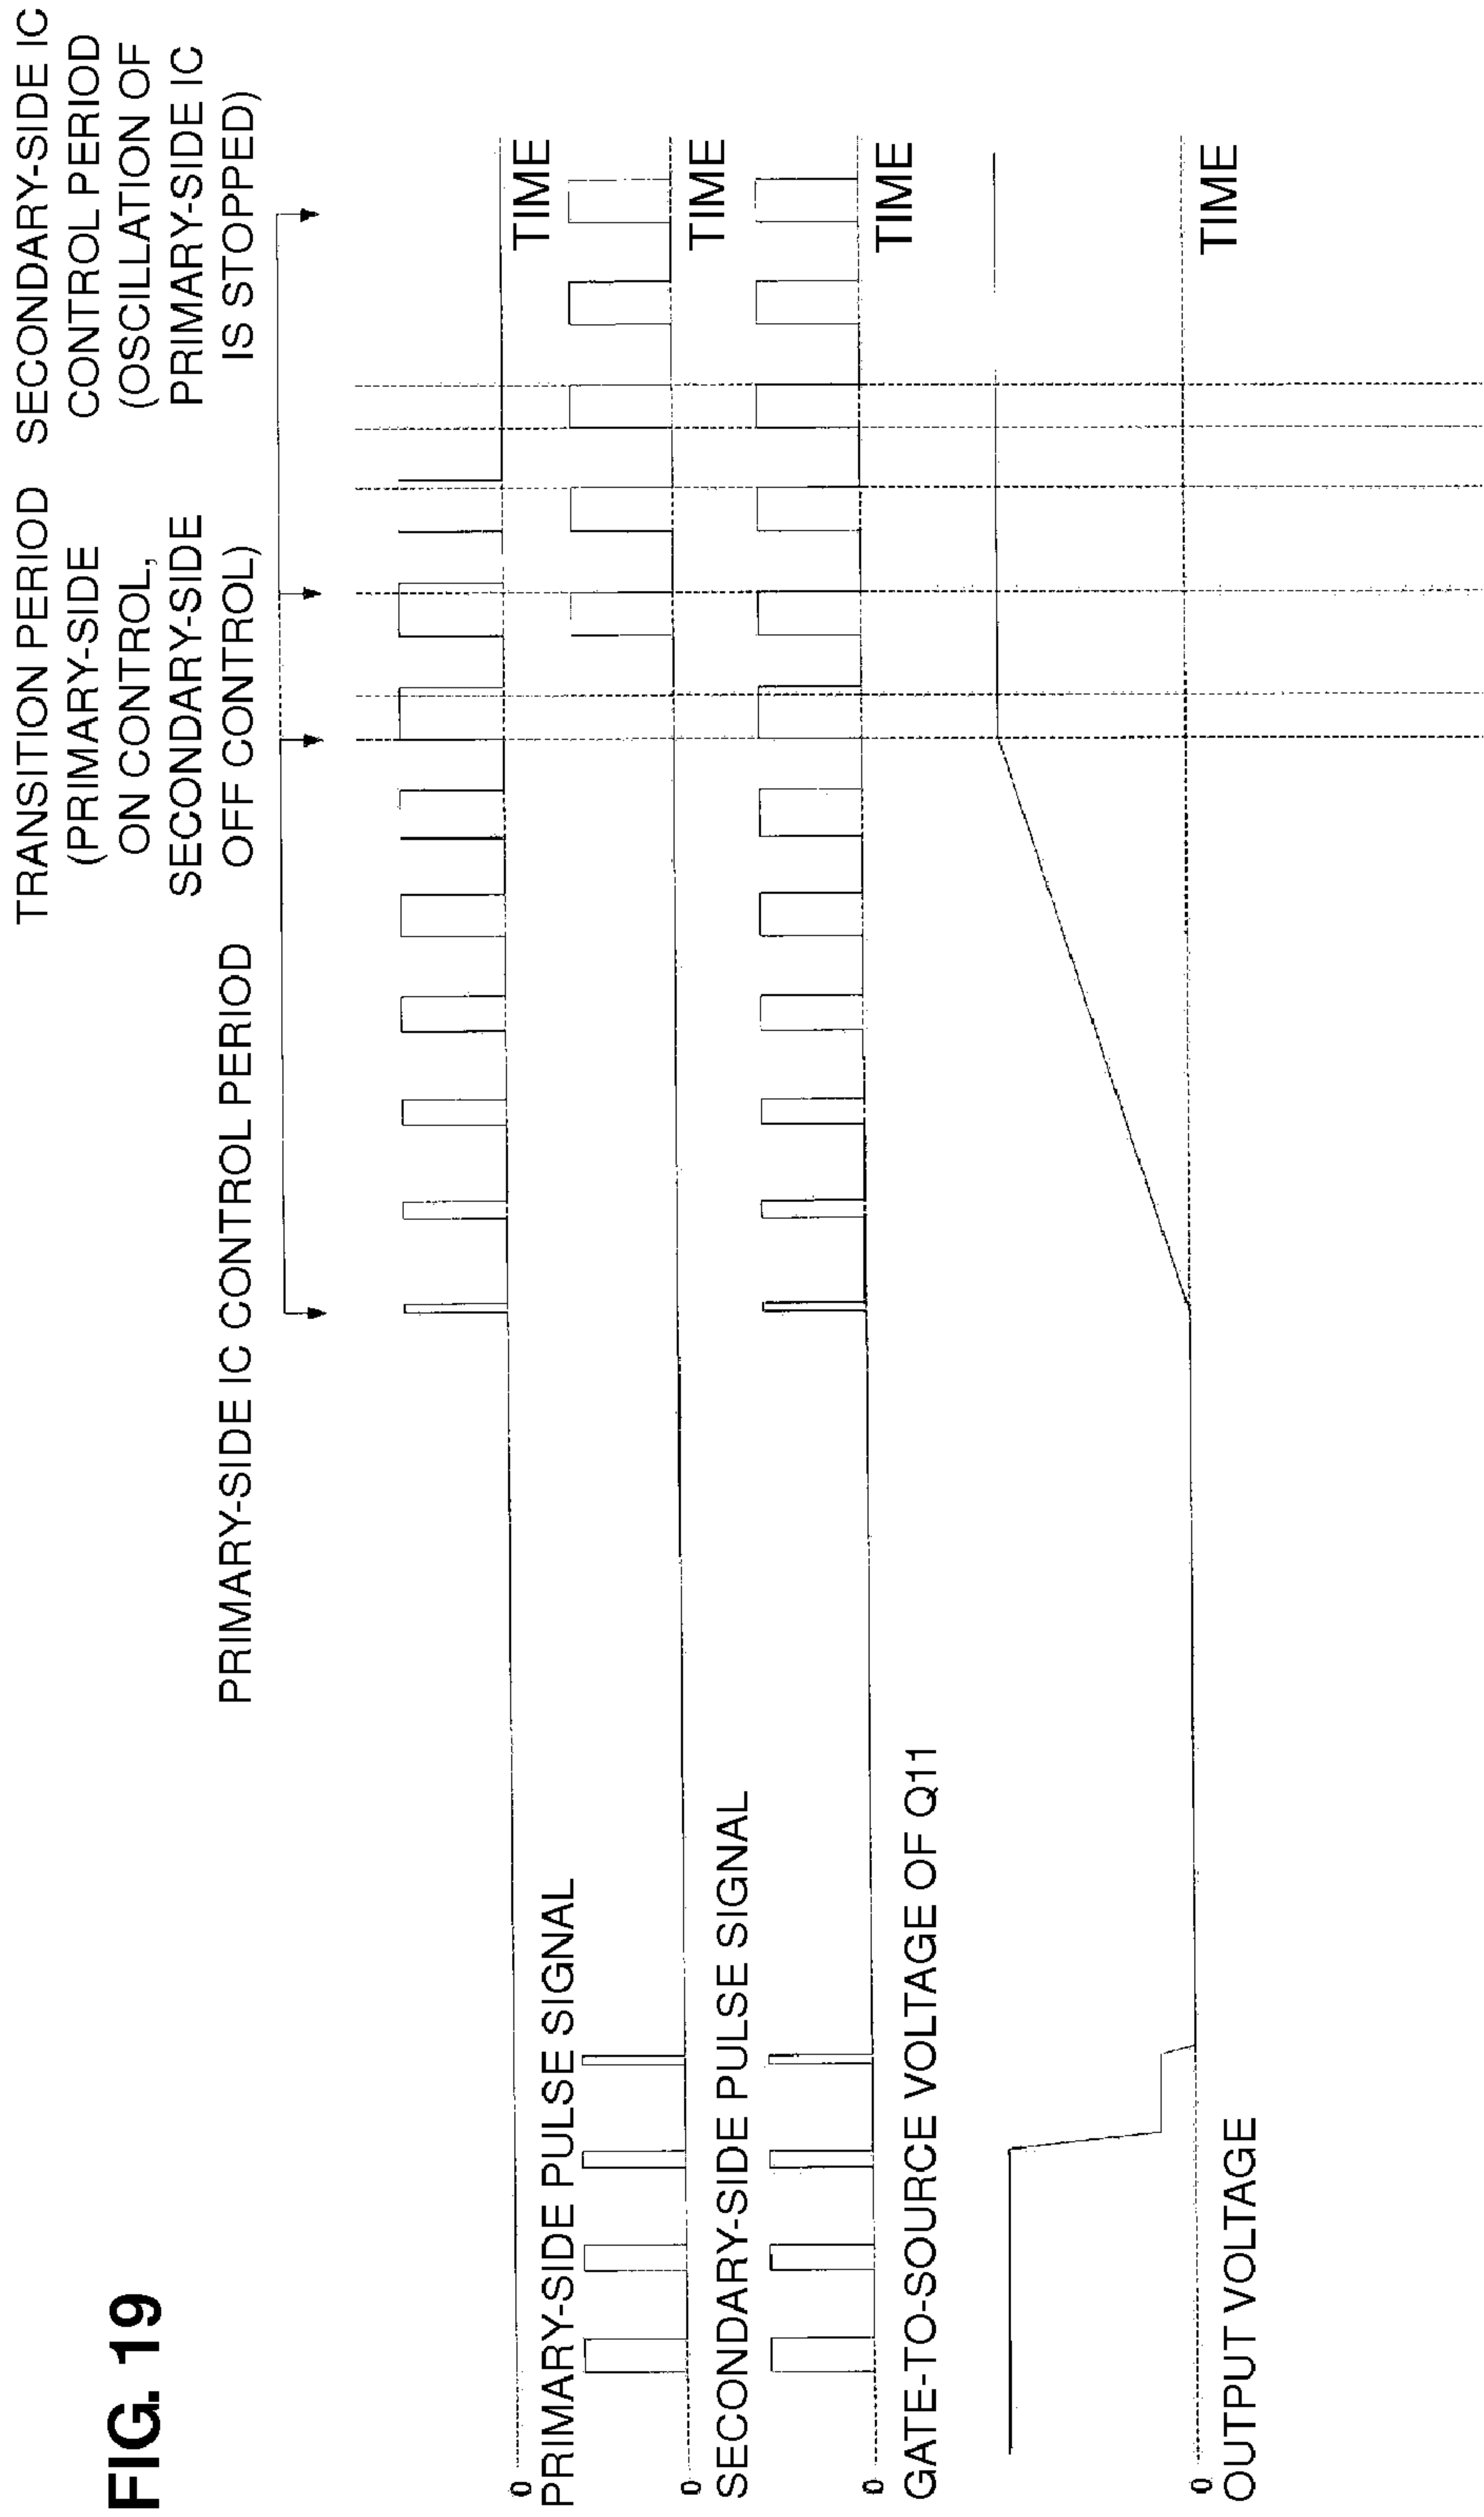 FIG. 19
TRANSITION PERIOD
(PRIMARY-SIDE
ON CONTROL,
SECONDARY-SIDE
OFF CONTROL)
SECONDARY-SIDE IC
CONTROL PERIOD
(OSCILLATION OF
PRIMARY-SIDE IC
IS STOPPED)
PRIMARY-SIDE IC CONTROL PERIOD
0
TIME
PRIMARY-SIDE PULSE SIGNAL
0
TIME
SECONDARY-SIDE PULSE SIGNAL
0
TIME
GATE-TO-SOURCE VOLTAGE OF Q11
0
TIME
OUTPUT VOLTAGE